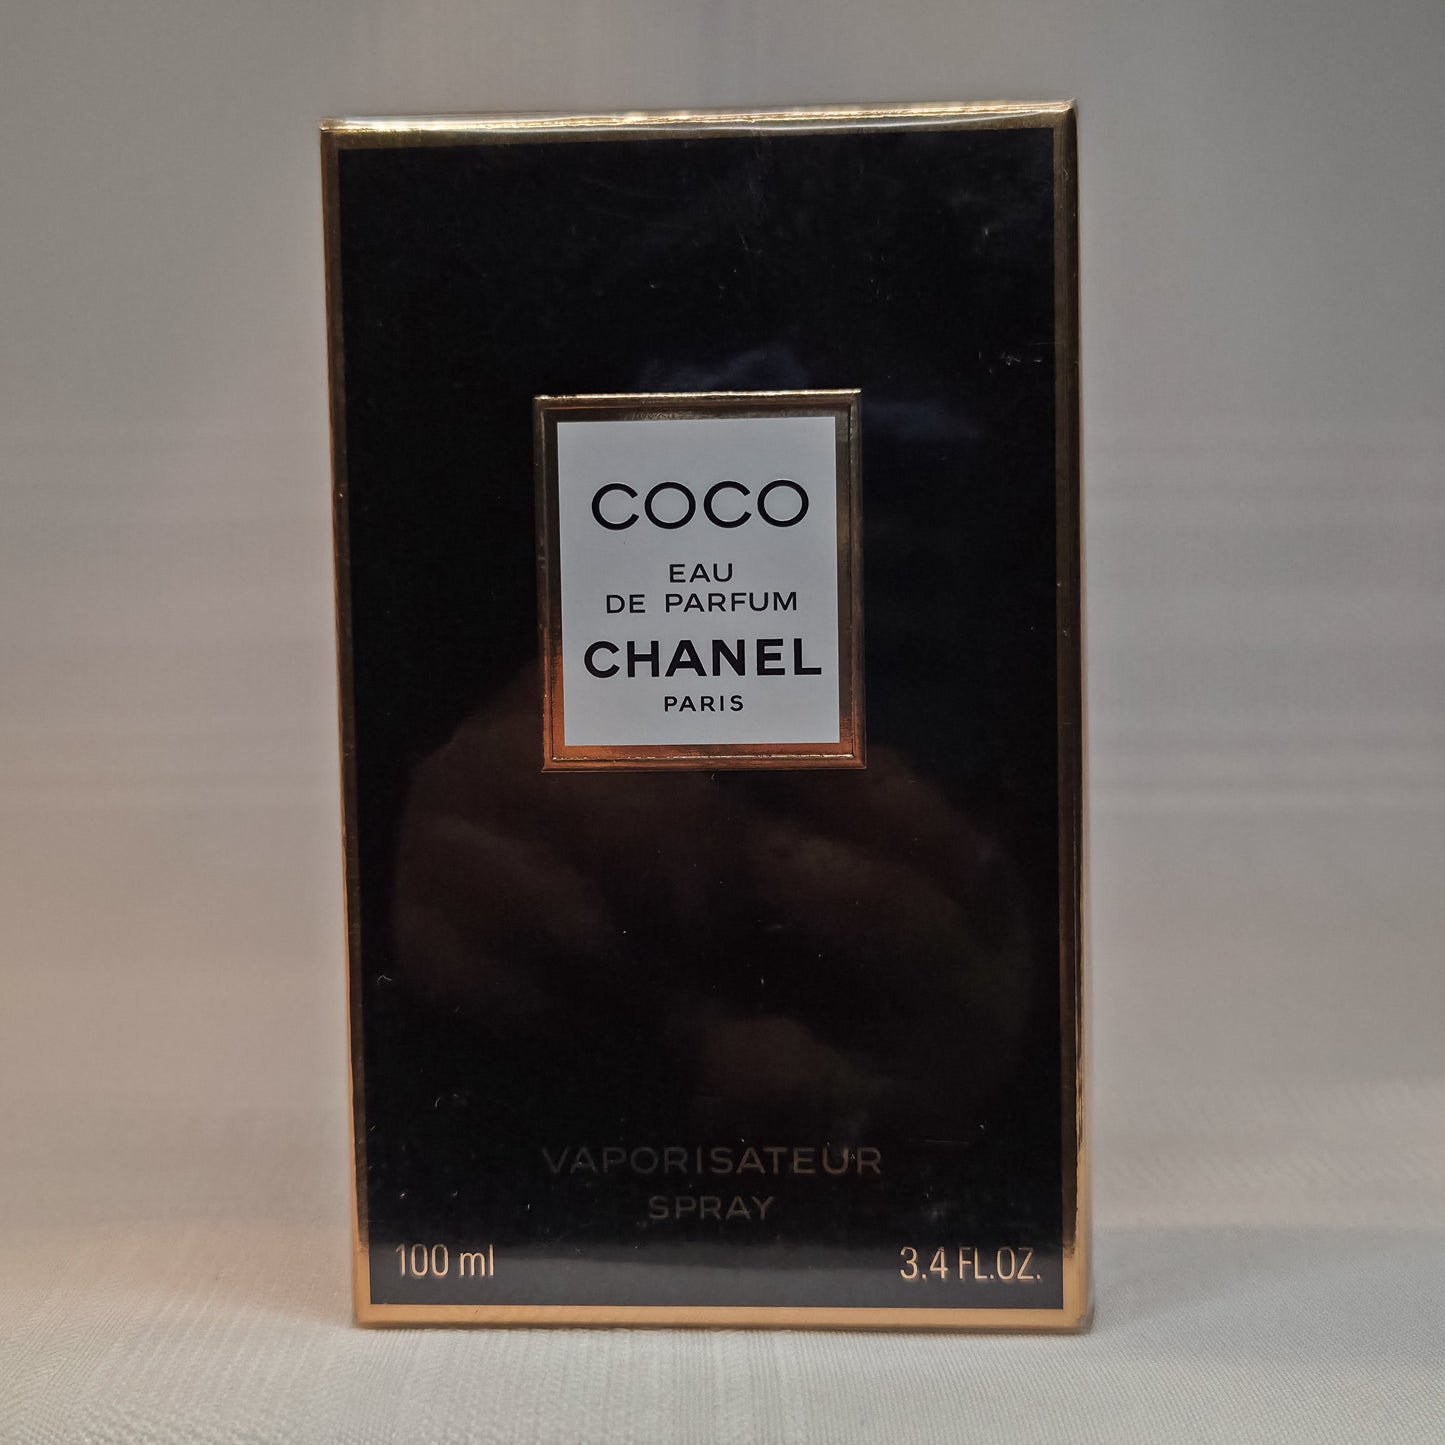 COCO
EAU
DE PARFUM
CHANEL
PARIS
VAPORISATEUR
SPRAY
100 ml 3.4 FL.OZ.